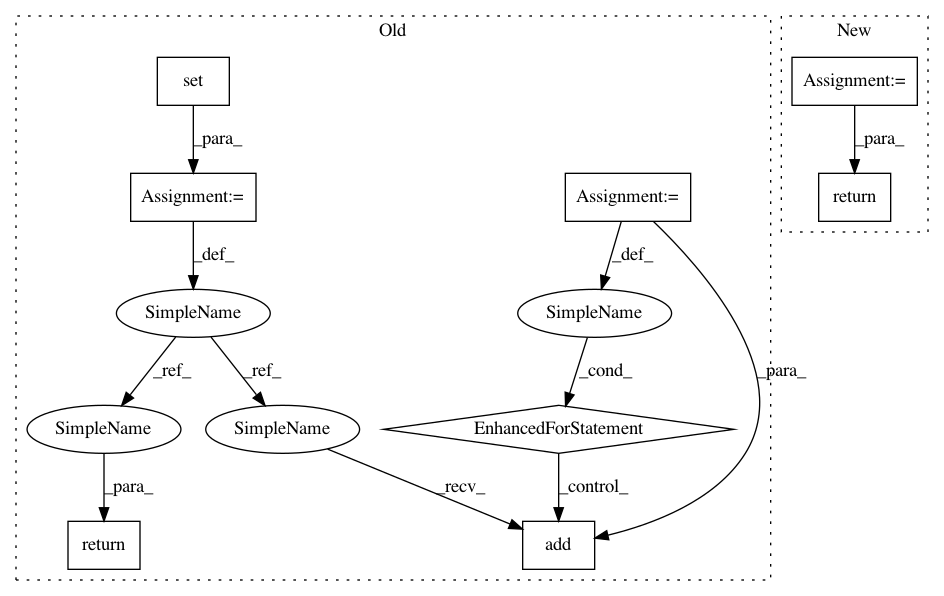 Old
New
set
Assignment:=
_para_
_para_
Assignment:=
Assignment:=
return
_def_
_def_
SimpleName
SimpleName
_ref_
_ref_
_cond_
_para_
SimpleName
SimpleName
EnhancedForStatement
_para_
_recv_
_control_
return
add